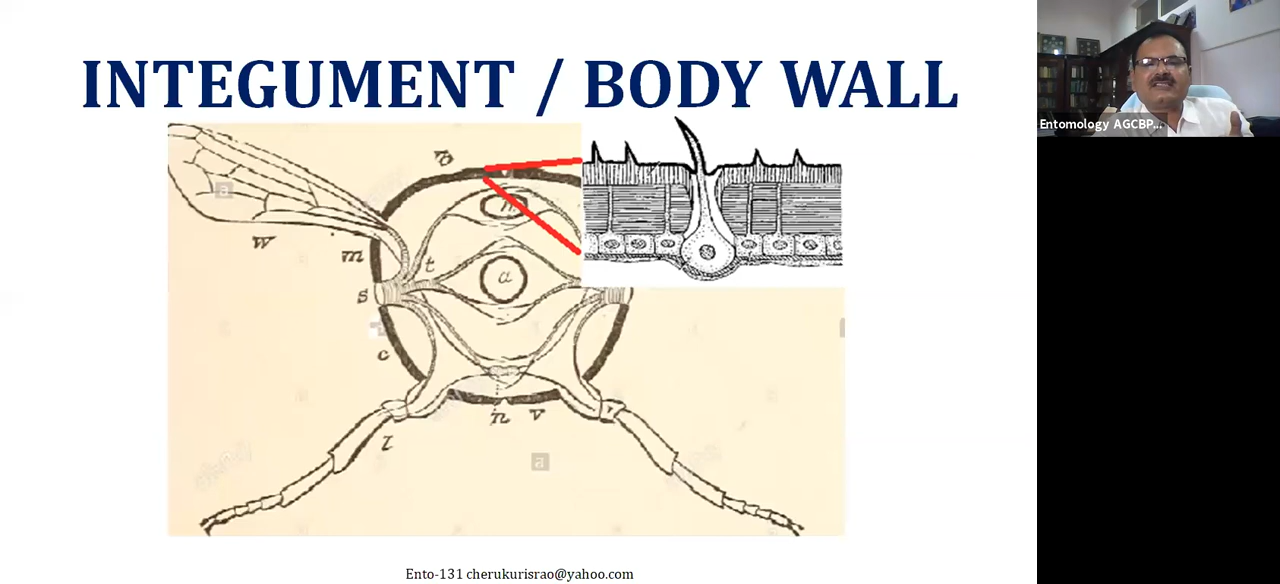 INTEGUMENT / BODY WALL
Entomology AGCBP...
w
m
t
h
a
s
c
l
n v
a
a
Ento-131 cherukurisrao@yahoo.com